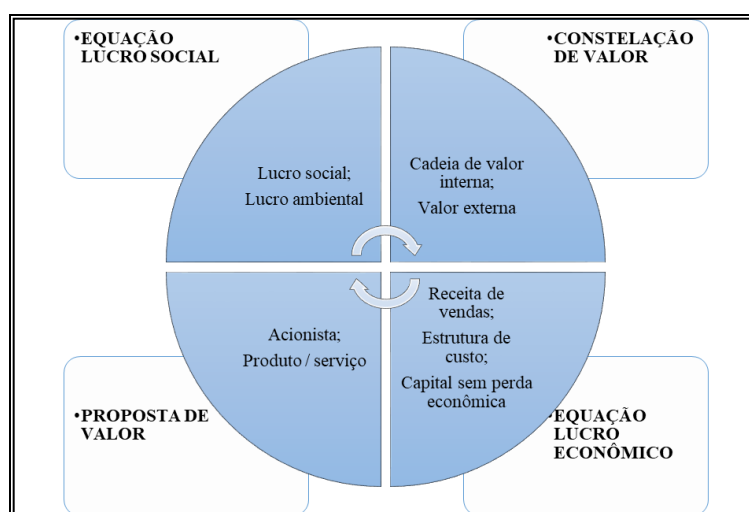 •EQUAÇÃO
LUCRO SOCIAL
•CONSTELAÇÃO
DE VALOR
Lucro social;
Lucro ambiental
Cadeia de valor
interna;
Valor externa
Acionista;
Produto / serviço
Receita de
vendas;
Estrutura de
custo;
Capital sem perda
econômica
•PROPOSTA DE
VALOR
•EQUAÇÃO
LUCRO
ECONÔMICO